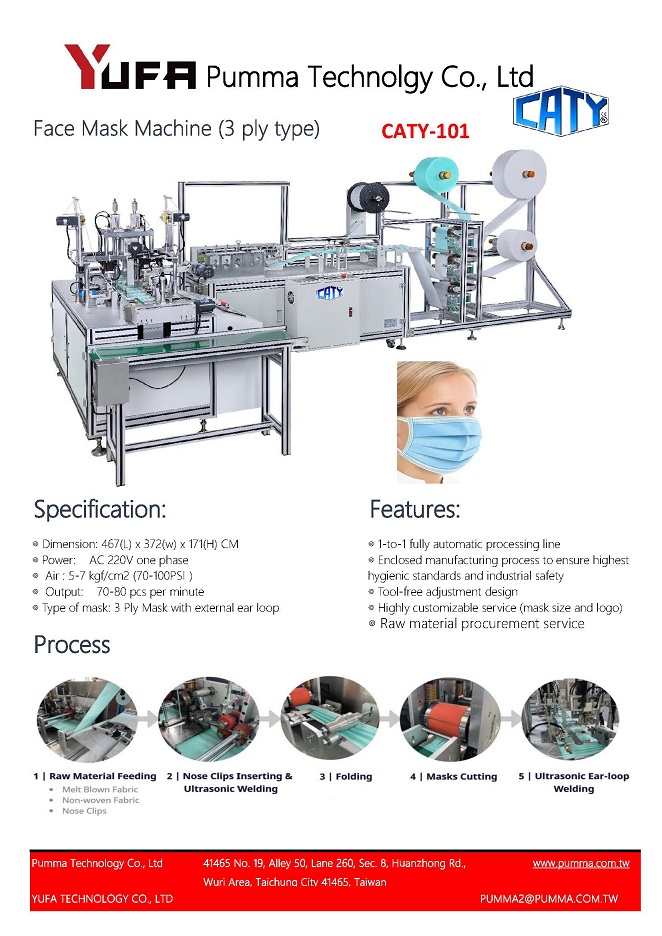 YUFA Pumma Technolgy Co., Ltd
CATY®
Face Mask Machine (3 ply type)
CATY-101
CATY
Specification:
Dimension: 467(L) x 372(w) x 171(H) CM
Power: AC 220V one phase
Air : 5-7 kgf/cm2 (70-100PSI )
Output: 70-80 pcs per minute
Type of mask: 3 Ply Mask with external ear loop
Features:
1-to-1 fully automatic processing line
Enclosed manufacturing process to ensure highest
hygienic standards and industrial safety
Tool-free adjustment design
Highly customizable service (mask size and logo)
Raw material procurement service
Process
1 | Raw Material Feeding
• Melt Blown Fabric
• Non-woven Fabric
• Nose Clips
2 | Nose Clips Inserting &
Ultrasonic Welding
3 | Folding
4 | Masks Cutting
5 | Ultrasonic Ear-loop
Welding
Pumma Technology Co., Ltd
41465 No. 19, Alley 50, Lane 260, Sec. 8, Huanzhong Rd.,
www.pumma.com.tw
Wuri Area, Taichung City 41465, Taiwan
YUFA TECHNOLOGY CO., LTD
PUMMA2@PUMMA.COM.TW